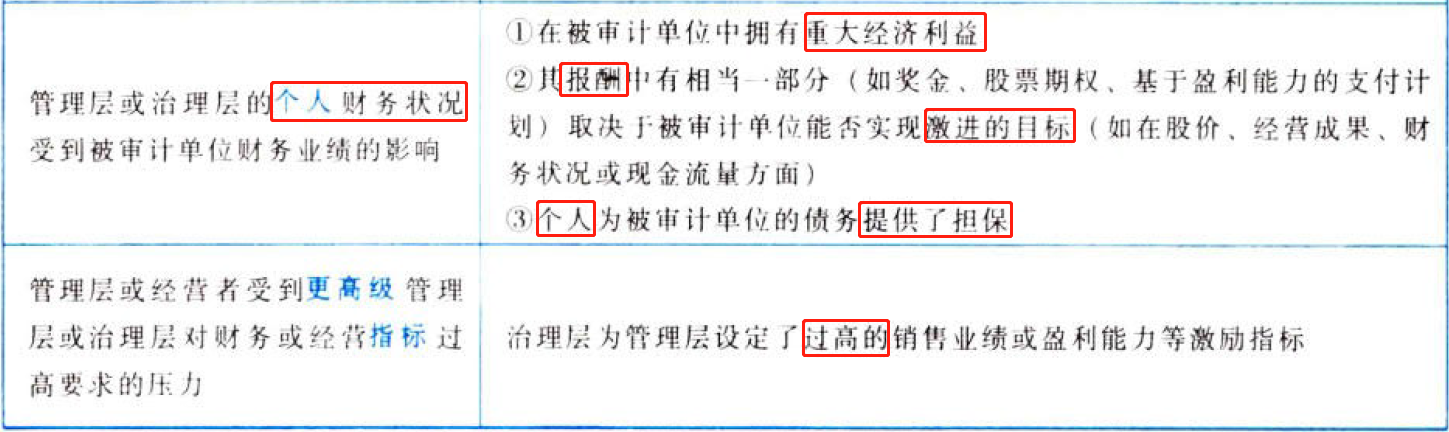 管理层或治理层的个人财务状况
受到被审计单位财务业绩的影响
①在被审计单位中拥有重大经济利益
②其报酬中有相当一部分（如奖金、股票期权、基于盈利能力的支付计
划）取决于被审计单位能否实现激进的目标（如在股价、经营成果、财
务状况或现金流量方面）
③个人为被审计单位的债务提供了担保
管理层或经营者受到更高级管理
层或治理层对财务或经营指标过
高要求的压力
治理层为管理层设定了过高的销售业绩或盈利能力等激励指标